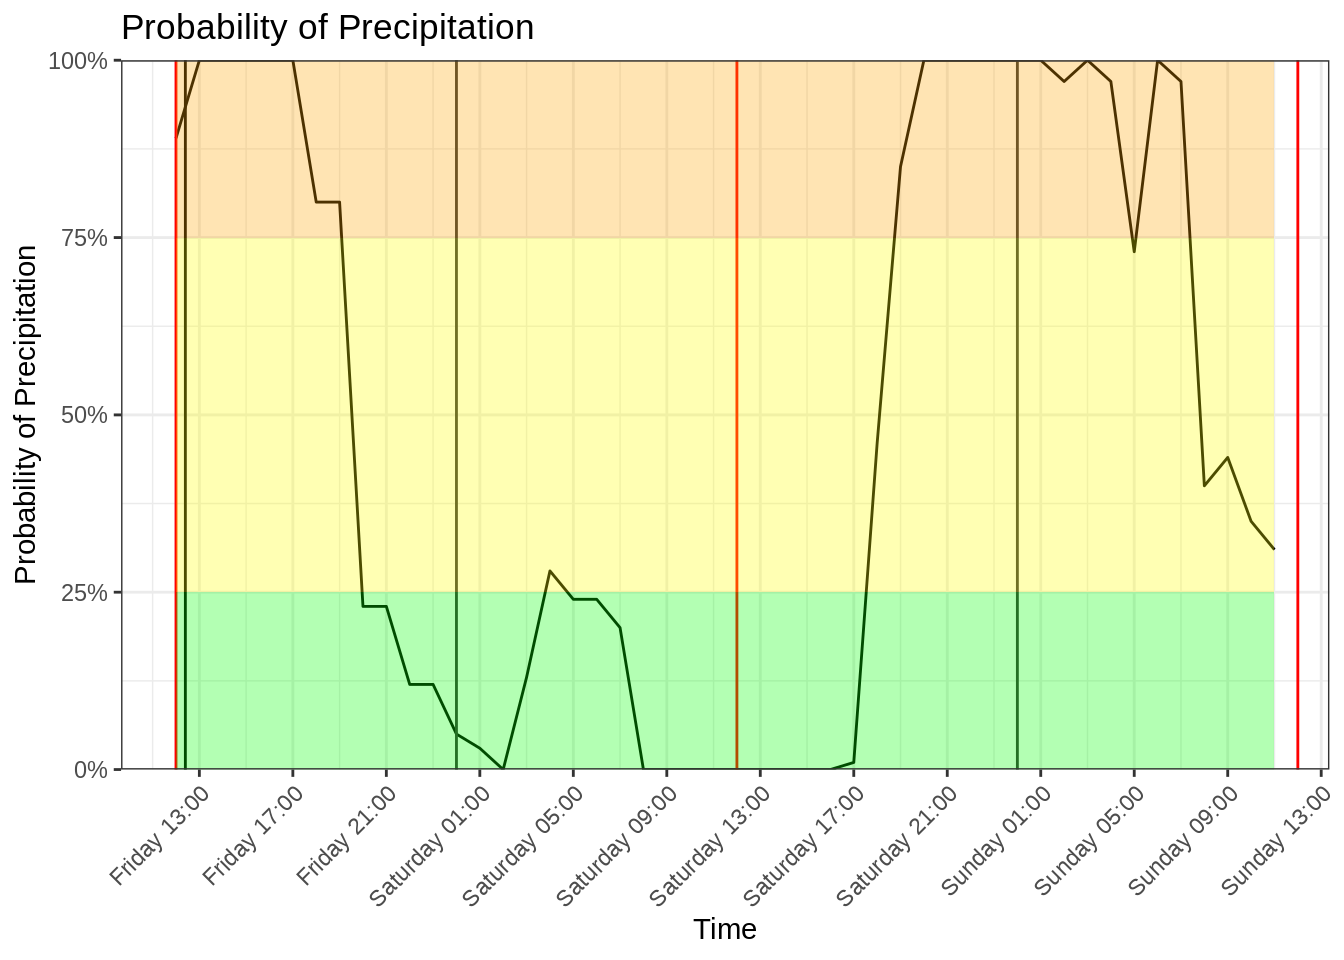 Probability of Precipitation
Probability of Precipitation
100%
75%
50%
25%
0%
Friday 13:00
Friday 17:00
Friday 21:00
Saturday 01:00
Saturday 05:00
Saturday 09:00
Saturday 13:00
Saturday 17:00
Saturday 21:00
Sunday 01:00
Sunday 05:00
Sunday 09:00
Sunday 13:00
Time